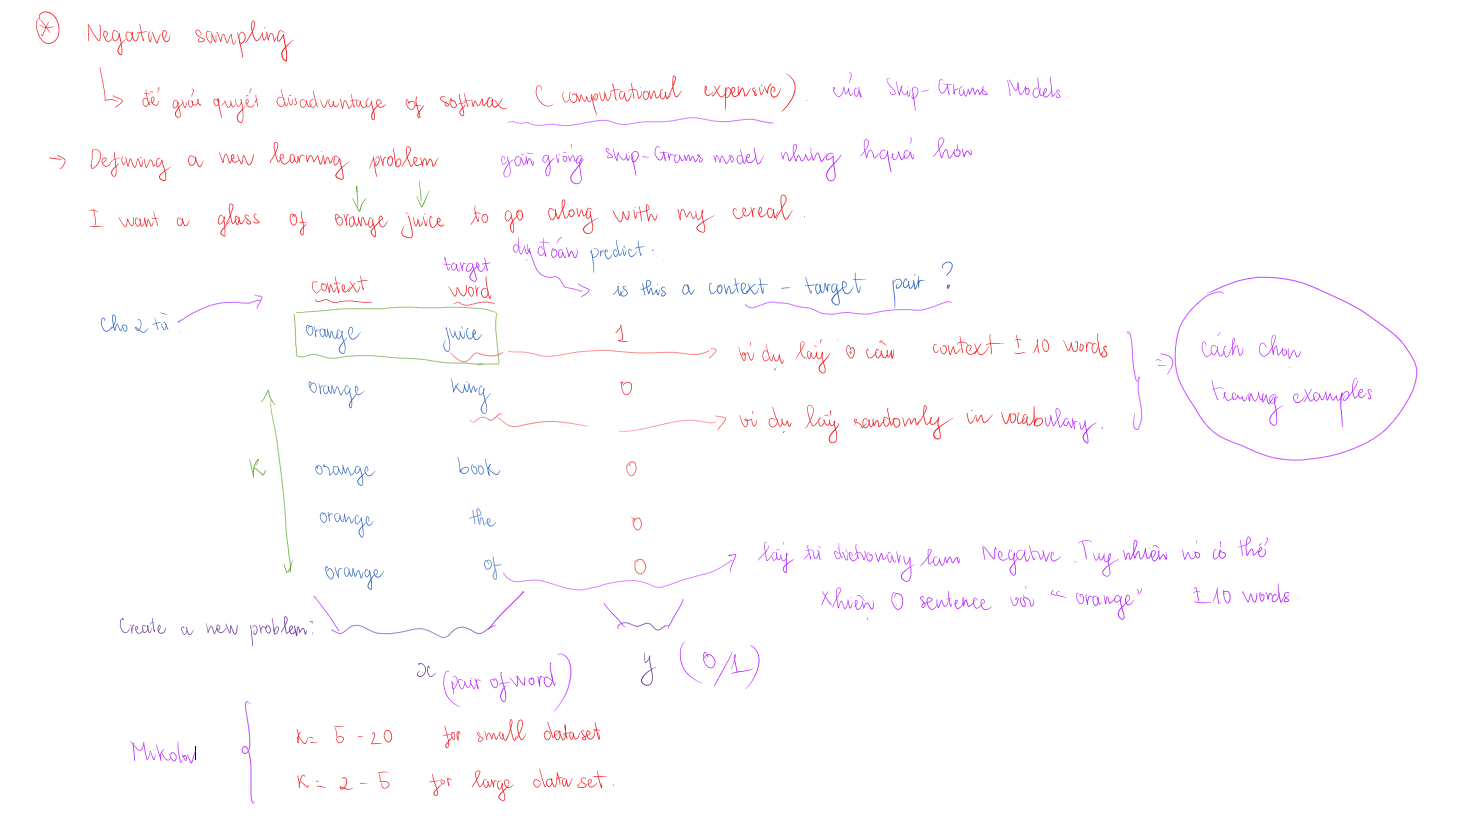 * Negative sampling
để giải quyết disadvantage of softmax (computational expensive). của Skip-Grams Models.
→ Defining a new learning problem gần giống skip-Grams model nhưng hquả hơn
I want a glass of orange juice to go along with my cereal.
dự đoán predict:
target
context word is this a context - target pair ?
cho 2 từ
orange juice 1 ví dụ lấy ở câu context ± 10 words
orange king 0
ví dụ lấy randomly in vocabulary.
⇒ cách chọn
training examples
K
orange book 0
orange the 0
orange of 0
lấy từ dictionary làm Negative. Tuy nhiên nó có thể
xhiện ở sentence với "orange" ± 10 words.
Create a new problem:
x (pair of word) y (0/1)
Mikolov
K = 5 - 20 for small dataset
K = 2 - 5 for large data set.